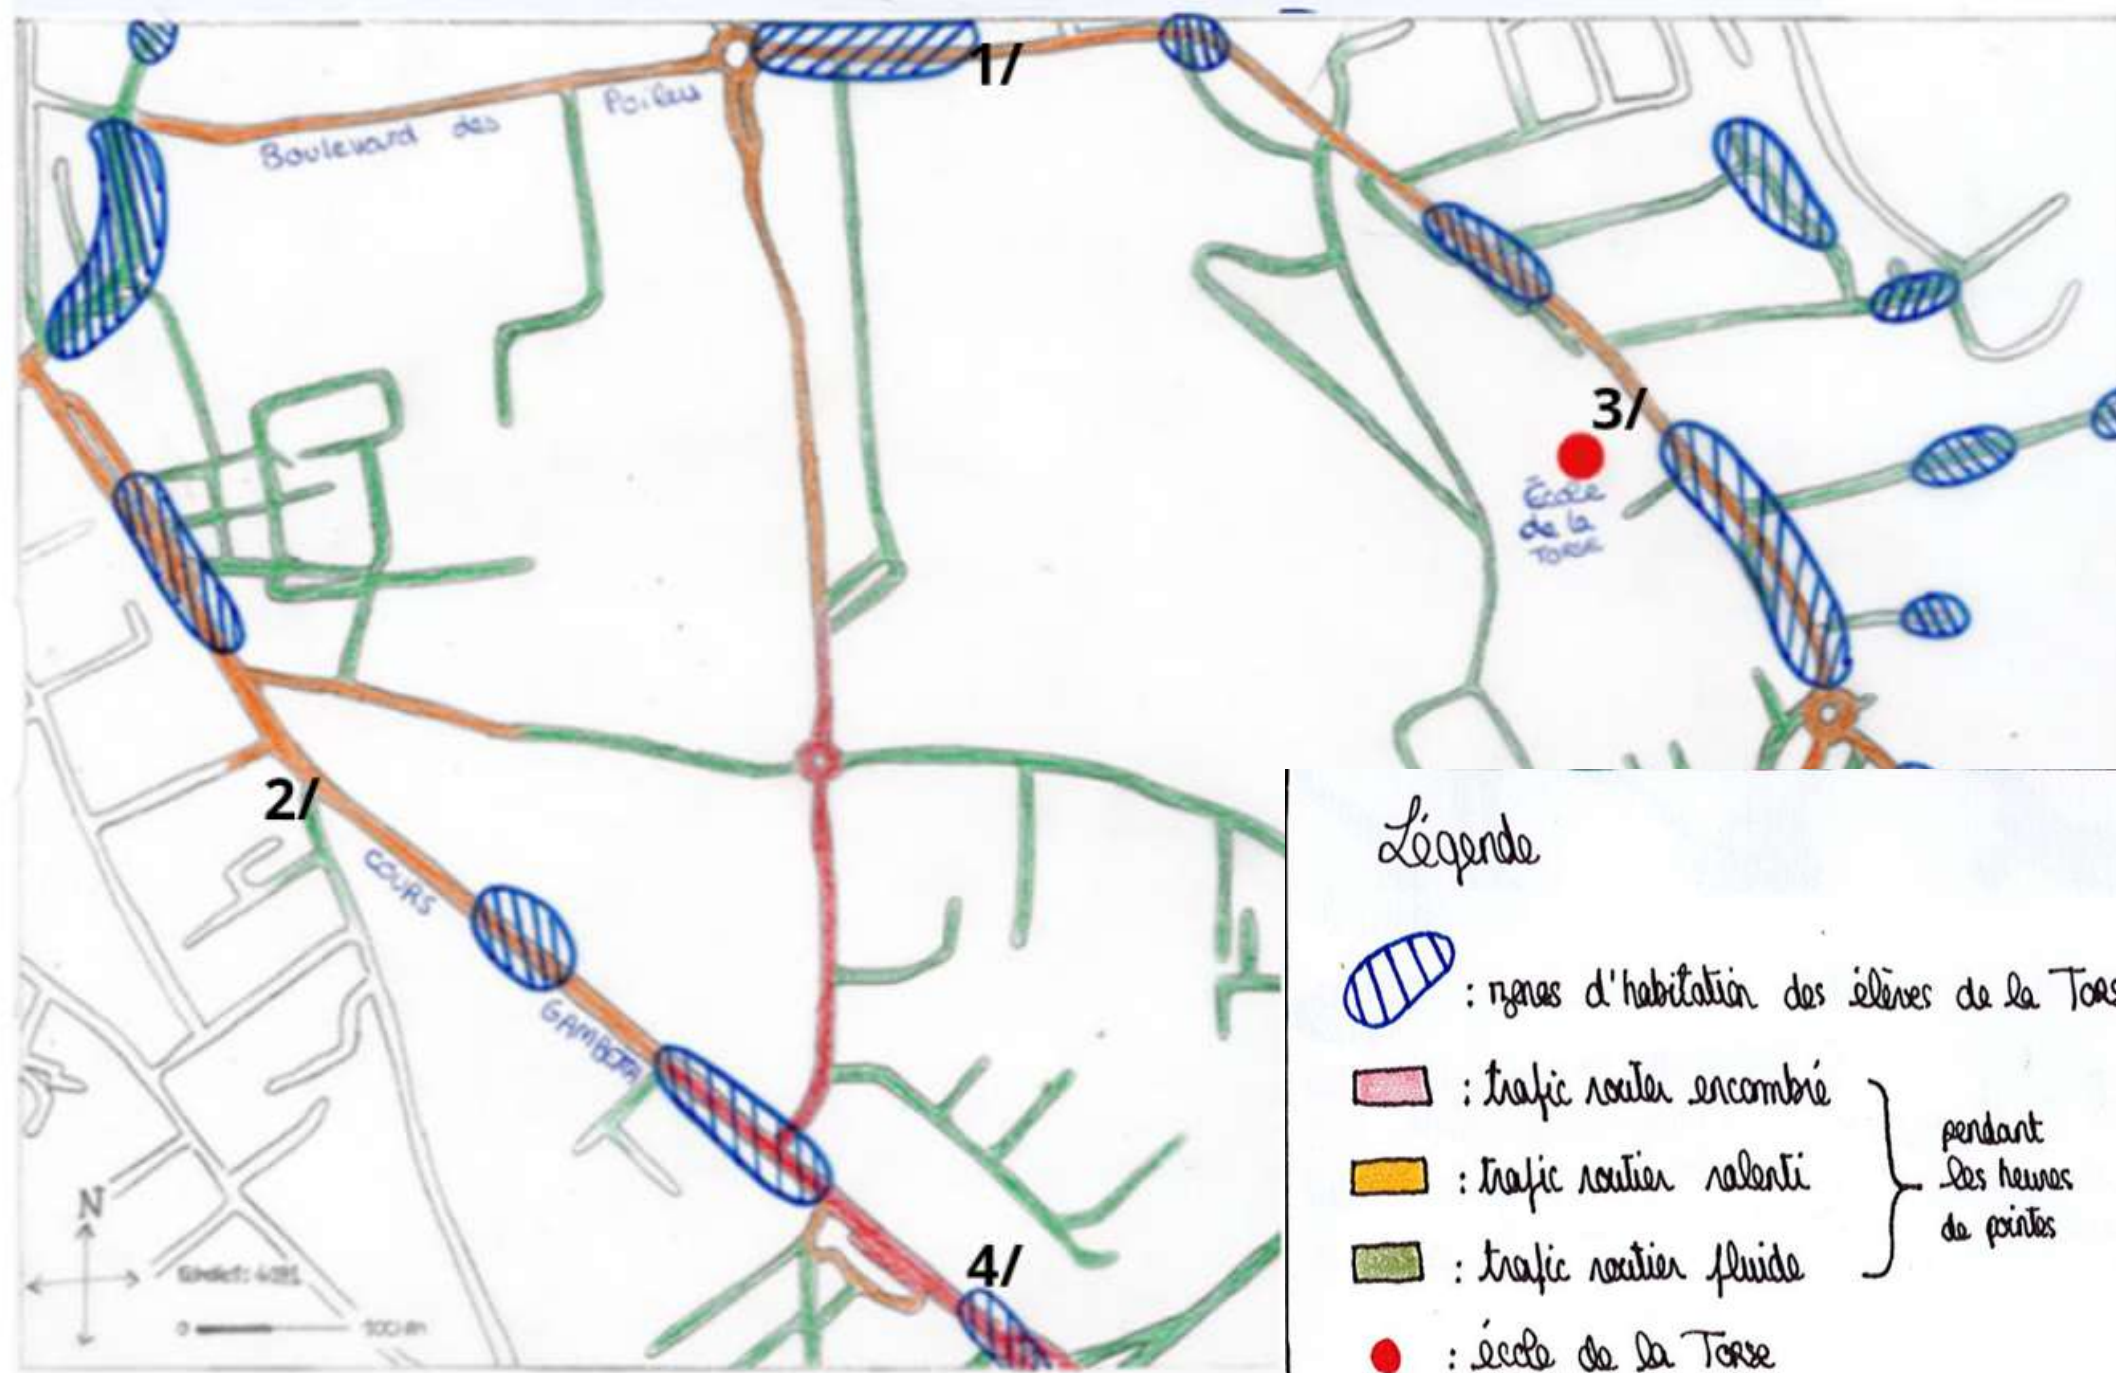 1/
Boulevard des Poilus
3/
École
de la
TORSE
2/
COURS
GAMBETTA
4/
N
0
Légende
: zones d'habitation des élèves de la Tors
: trafic routier encombré
: trafic routier ralenti
: trafic routier fluide
pendant
les heures
de pointes
: école de la Torse